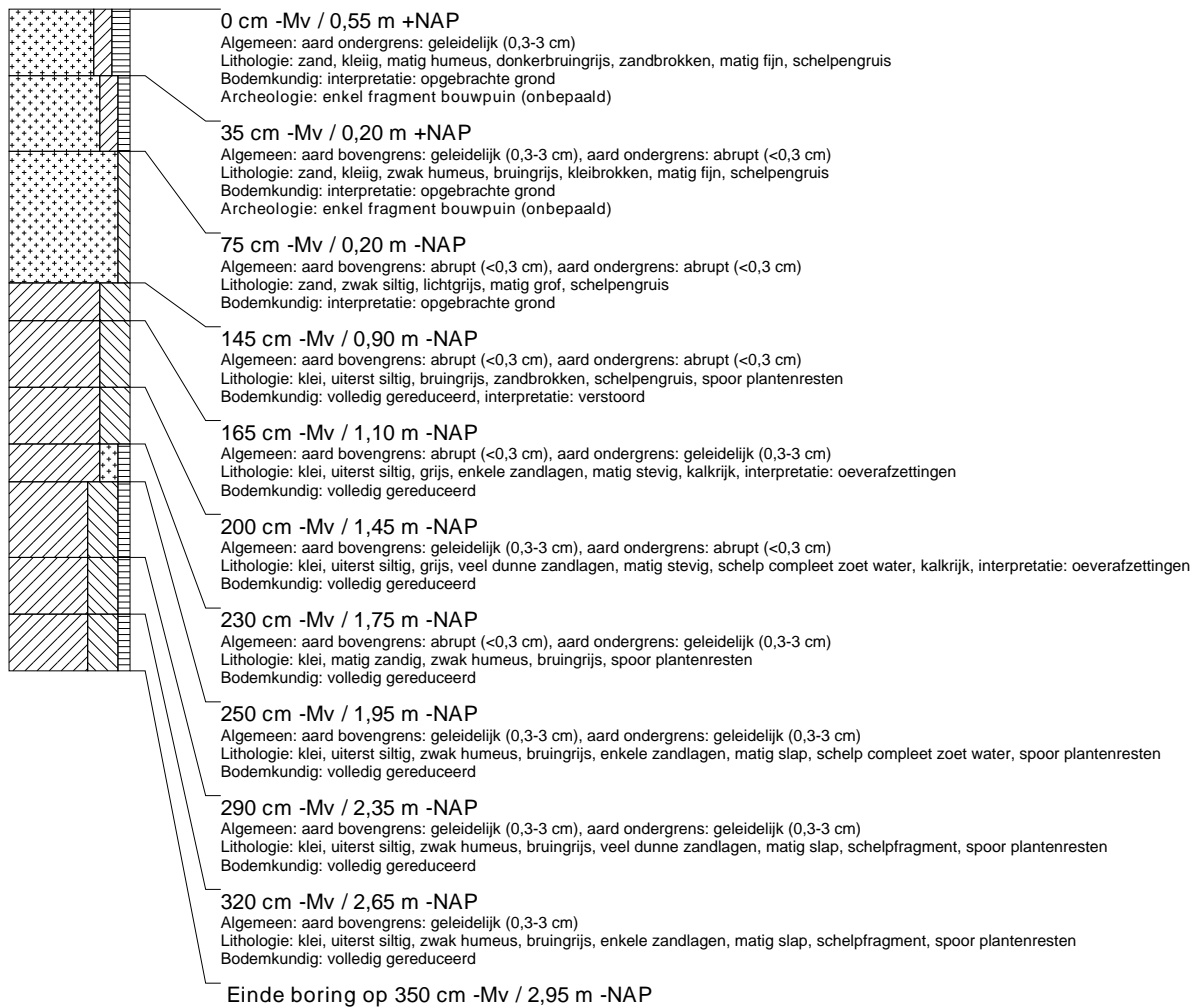 0 cm -Mv / 0,55 m +NAP
Algemeen: aard ondergrens: geleidelijk (0,3-3 cm)
Lithologie: zand, kleiig, matig humeus, donkerbruingrijs, zandbrokken, matig fijn, schelpengruis
Bodemkundig: interpretatie: opgebrachte grond
Archeologie: enkel fragment bouwpuin (onbepaald)
35 cm -Mv / 0,20 m +NAP
Algemeen: aard bovengrens: geleidelijk (0,3-3 cm), aard ondergrens: abrupt (<0,3 cm)
Lithologie: zand, kleiig, zwak humeus, bruingrijs, kleibrokken, matig fijn, schelpengruis
Bodemkundig: interpretatie: opgebrachte grond
Archeologie: enkel fragment bouwpuin (onbepaald)
75 cm -Mv / 0,20 m -NAP
Algemeen: aard bovengrens: abrupt (<0,3 cm), aard ondergrens: abrupt (<0,3 cm)
Lithologie: zand, zwak siltig, lichtgrijs, matig grof, schelpengruis
Bodemkundig: interpretatie: opgebrachte grond
145 cm -Mv / 0,90 m -NAP
Algemeen: aard bovengrens: abrupt (<0,3 cm), aard ondergrens: abrupt (<0,3 cm)
Lithologie: klei, uiterst siltig, bruingrijs, zandbrokken, schelpengruis, spoor plantenresten
Bodemkundig: volledig gereduceerd, interpretatie: verstoord
165 cm -Mv / 1,10 m -NAP
Algemeen: aard bovengrens: abrupt (<0,3 cm), aard ondergrens: geleidelijk (0,3-3 cm)
Lithologie: klei, uiterst siltig, grijs, enkele zandlagen, matig stevig, kalkrijk, interpretatie: oeverafzettingen
Bodemkundig: volledig gereduceerd
200 cm -Mv / 1,45 m -NAP
Algemeen: aard bovengrens: geleidelijk (0,3-3 cm), aard ondergrens: abrupt (<0,3 cm)
Lithologie: klei, uiterst siltig, grijs, veel dunne zandlagen, matig stevig, schelp compleet zoet water, kalkrijk, interpretatie: oeverafzettingen
Bodemkundig: volledig gereduceerd
230 cm -Mv / 1,75 m -NAP
Algemeen: aard bovengrens: abrupt (<0,3 cm), aard ondergrens: geleidelijk (0,3-3 cm)
Lithologie: klei, matig zandig, zwak humeus, bruingrijs, spoor plantenresten
Bodemkundig: volledig gereduceerd
250 cm -Mv / 1,95 m -NAP
Algemeen: aard bovengrens: geleidelijk (0,3-3 cm), aard ondergrens: geleidelijk (0,3-3 cm)
Lithologie: klei, uiterst siltig, zwak humeus, bruingrijs, enkele zandlagen, matig slap, schelp compleet zoet water, spoor plantenresten
Bodemkundig: volledig gereduceerd
290 cm -Mv / 2,35 m -NAP
Algemeen: aard bovengrens: geleidelijk (0,3-3 cm), aard ondergrens: geleidelijk (0,3-3 cm)
Lithologie: klei, uiterst siltig, zwak humeus, bruingrijs, veel dunne zandlagen, matig slap, schelpfragment, spoor plantenresten
Bodemkundig: volledig gereduceerd
320 cm -Mv / 2,65 m -NAP
Algemeen: aard bovengrens: geleidelijk (0,3-3 cm)
Lithologie: klei, uiterst siltig, zwak humeus, bruingrijs, enkele zandlagen, matig slap, schelpfragment, spoor plantenresten
Bodemkundig: volledig gereduceerd
Einde boring op 350 cm -Mv / 2,95 m -NAP